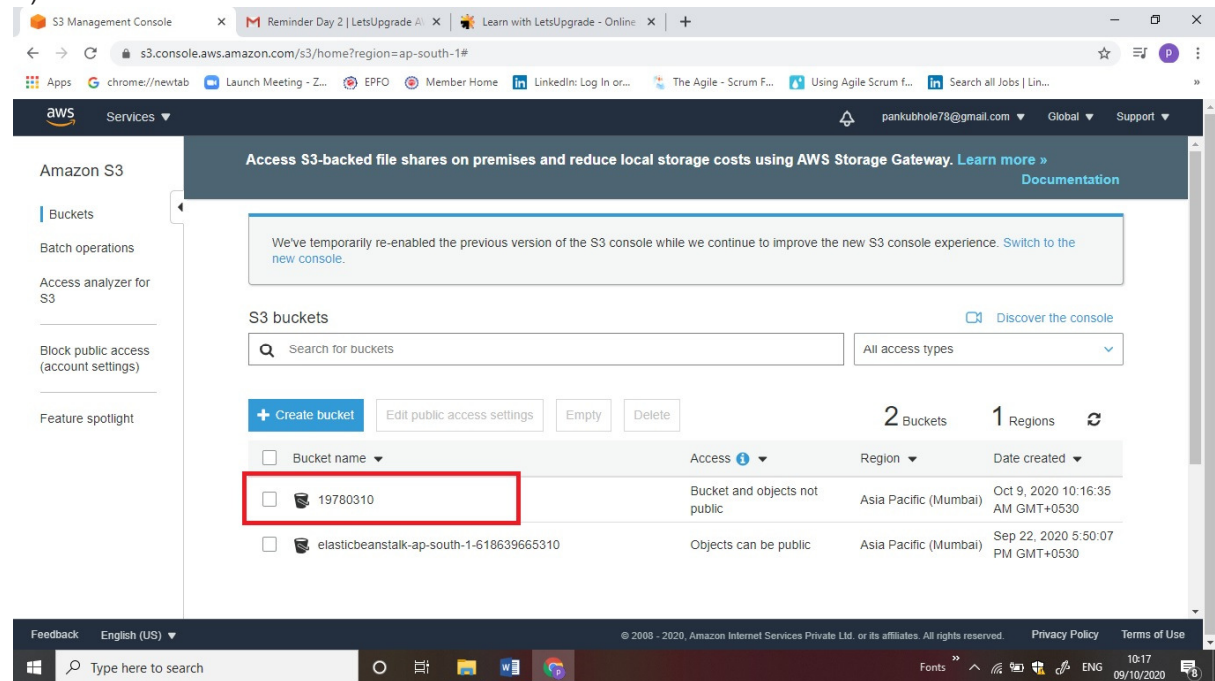 S3 Management Console
Reminder Day 2 | LetsUpgrade A
Learn with LetsUpgrade - Online
s3.console.aws.amazon.com/s3/home?region=ap-south-1#
P
Apps G chrome://newtab Launch Meeting - Z... EPFO Member Home in LinkedIn: Log In or... The Agile - Scrum F... Using Agile Scrum f... in Search all Jobs | Lin... »
aws Services pankubhole78@gmail.com Global Support
Amazon S3
Buckets
Batch operations
Access analyzer for
S3
Block public access
(account settings)
Feature spotlight
Access S3-backed file shares on premises and reduce local storage costs using AWS Storage Gateway. Learn more »
Documentation
We've temporarily re-enabled the previous version of the S3 console while we continue to improve the new S3 console experience. Switch to the
new console.
S3 buckets Discover the console
Search for buckets All access types
+ Create bucket Edit public access settings Empty Delete 2 Buckets 1 Regions
Bucket name Access Region Date created
19780310 Bucket and objects not
public Asia Pacific (Mumbai) Oct 9, 2020 10:16:35
AM GMT+0530
elasticbeanstalk-ap-south-1-618639665310 Objects can be public Asia Pacific (Mumbai) Sep 22, 2020 5:50:07
PM GMT+0530
Feedback English (US) © 2008 - 2020, Amazon Internet Services Private Ltd. or its affiliates. All rights reserved. Privacy Policy Terms of Use
Type here to search Fonts » ENG 10:17
09/10/2020 8